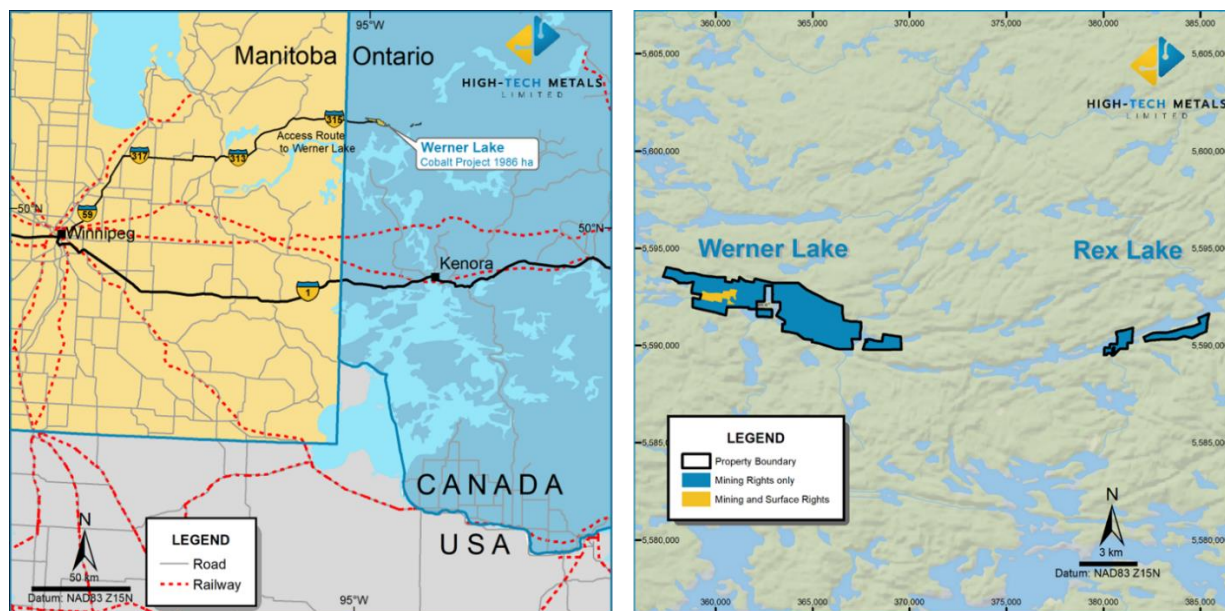 95°W
Manitoba
Ontario
HIGH-TECH METALS
LIMITED
315
Access Route
to Werner Lake
Werner Lake
Cobalt Project 1986 ha
317
313
59
50°N
50°N
Winnipeg
Kenora
1
CANADA
USA
N
50 km
Datum: NAD83 Z15N
LEGEND
Road
Railway
95°W
360,000
365,000
370,000
375,000
380,000
385,000
5,605,000
5,605,000
HIGH-TECH METALS
LIMITED
5,600,000
5,600,000
5,595,000
5,595,000
Werner Lake
Rex Lake
5,590,000
5,590,000
5,585,000
5,585,000
LEGEND
Property Boundary
Mining Rights only
Mining and Surface Rights
N
3 km
Datum: NAD83 Z15N
5,580,000
5,580,000
360,000
365,000
370,000
375,000
380,000
385,000